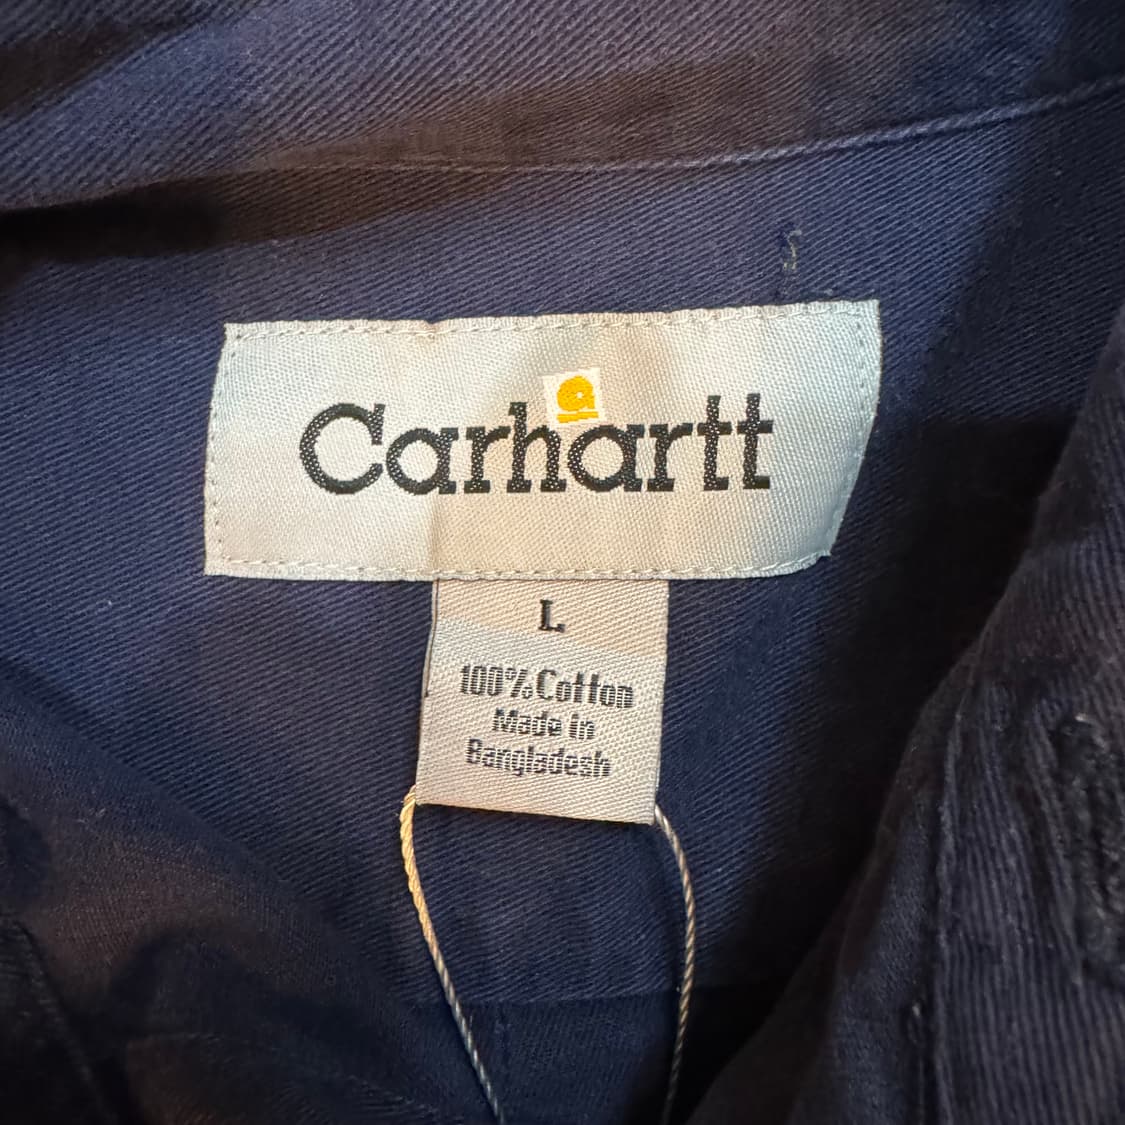 Carhartt
L
100% Cotton
Made in
Bangladesh